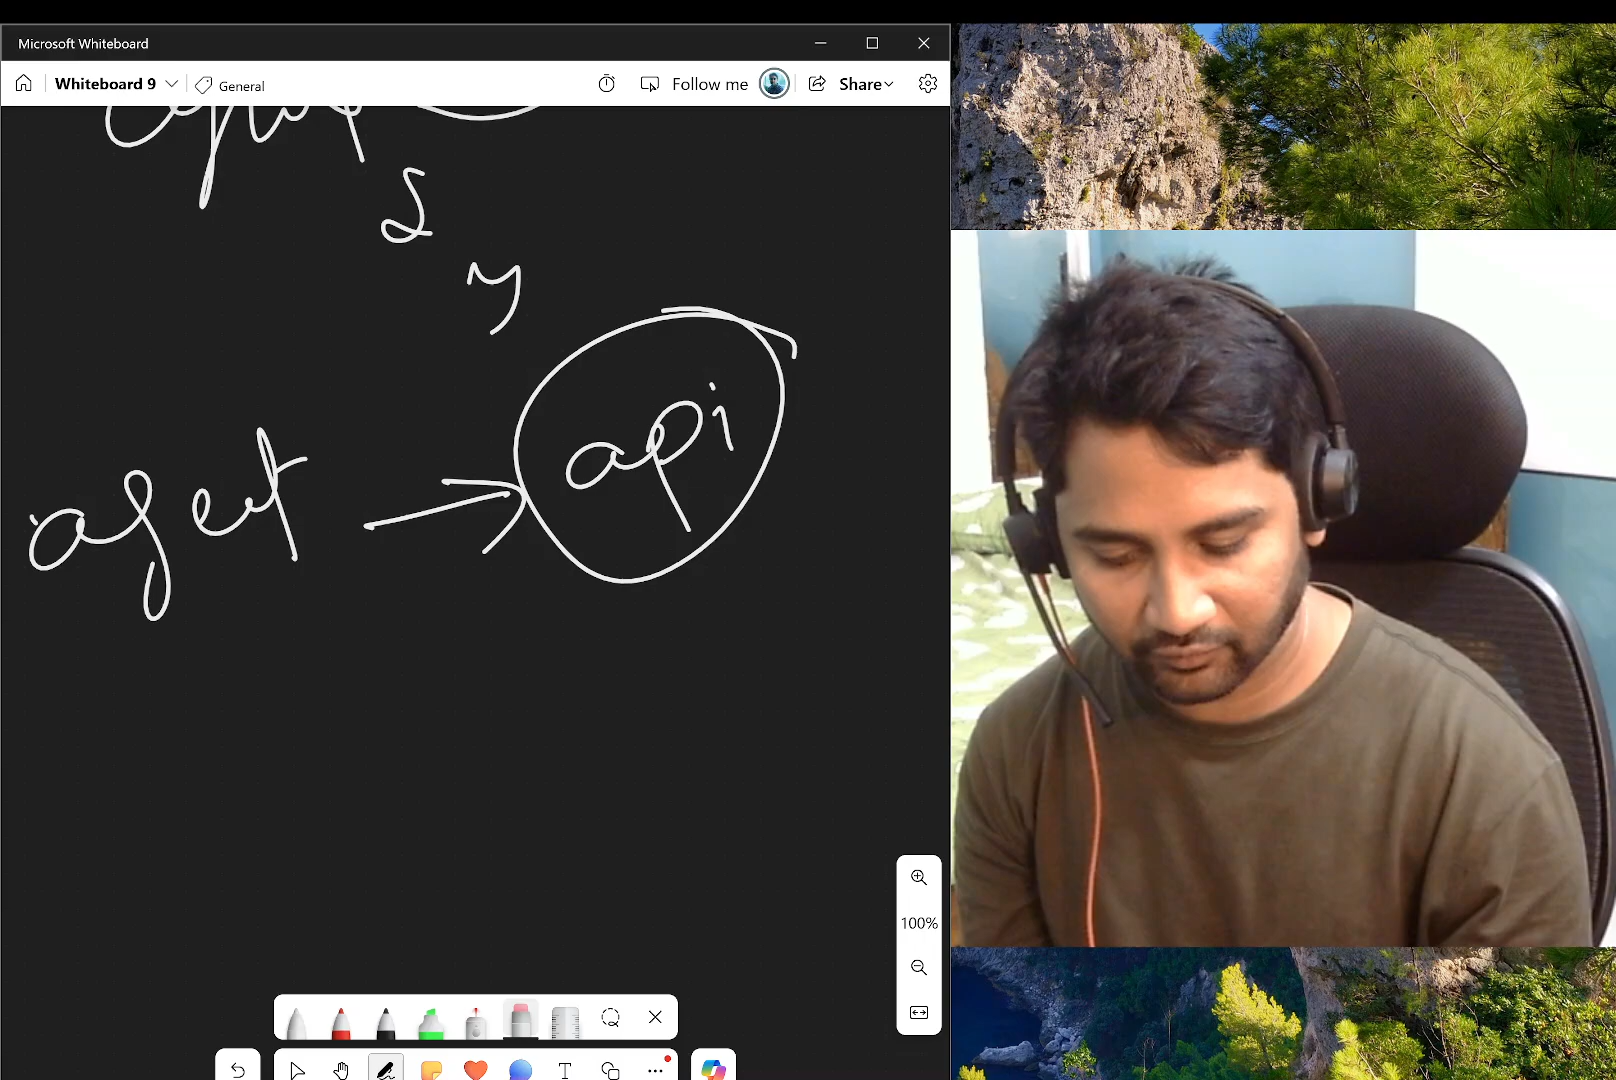 Microsoft Whiteboard
Whiteboard 9
General
Follow me
Share
y
agent → api
100%
T